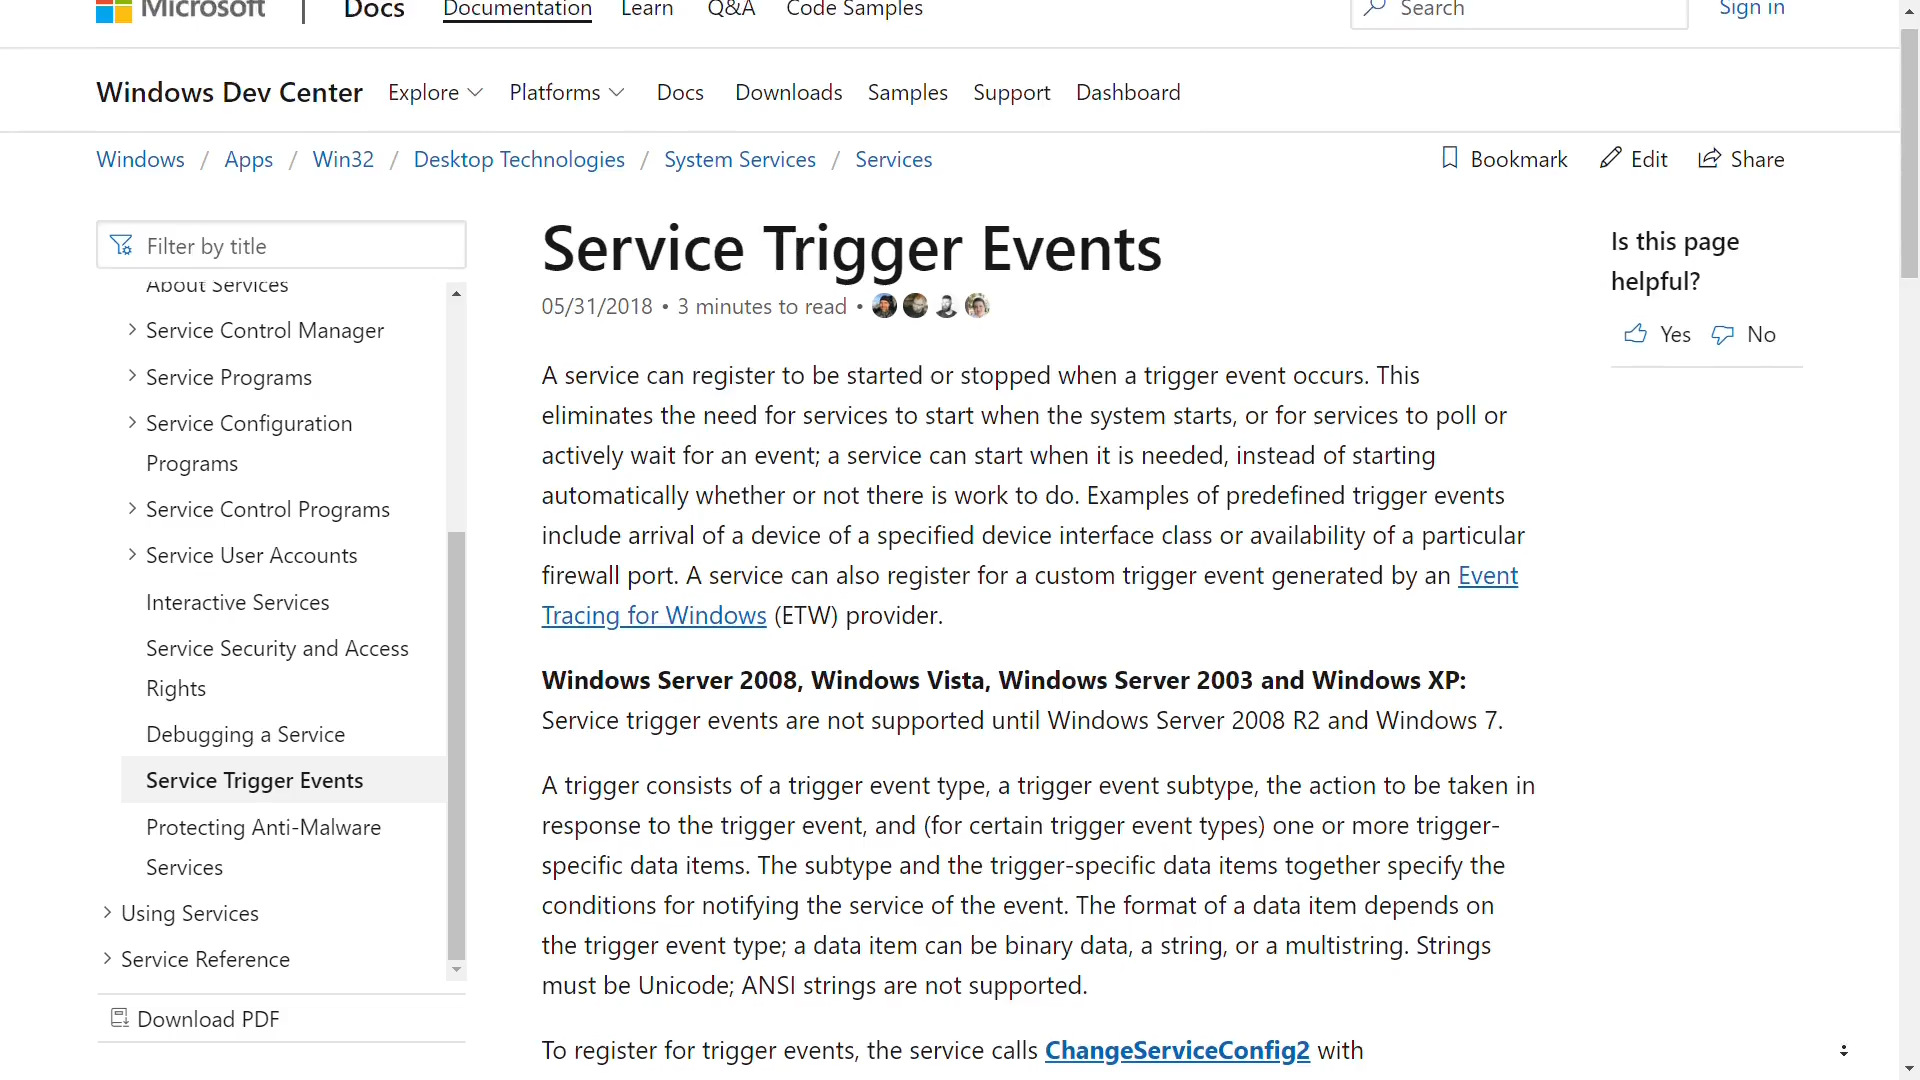 Microsoft | Docs Documentation Learn Q&A Code Samples Search Sign in
Windows Dev Center Explore Platforms Docs Downloads Samples Support Dashboard
Windows / Apps / Win32 / Desktop Technologies / System Services / Services Bookmark Edit Share
Filter by title
About Services
Service Control Manager
Service Programs
Service Configuration
Programs
Service Control Programs
Service User Accounts
Interactive Services
Service Security and Access
Rights
Debugging a Service
Service Trigger Events
Protecting Anti-Malware
Services
Using Services
Service Reference
Download PDF
Service Trigger Events
05/31/2018 • 3 minutes to read •
A service can register to be started or stopped when a trigger event occurs. This
eliminates the need for services to start when the system starts, or for services to poll or
actively wait for an event; a service can start when it is needed, instead of starting
automatically whether or not there is work to do. Examples of predefined trigger events
include arrival of a device of a specified device interface class or availability of a particular
firewall port. A service can also register for a custom trigger event generated by an Event
Tracing for Windows (ETW) provider.
Windows Server 2008, Windows Vista, Windows Server 2003 and Windows XP:
Service trigger events are not supported until Windows Server 2008 R2 and Windows 7.
A trigger consists of a trigger event type, a trigger event subtype, the action to be taken in
response to the trigger event, and (for certain trigger event types) one or more trigger-
specific data items. The subtype and the trigger-specific data items together specify the
conditions for notifying the service of the event. The format of a data item depends on
the trigger event type; a data item can be binary data, a string, or a multistring. Strings
must be Unicode; ANSI strings are not supported.
To register for trigger events, the service calls ChangeServiceConfig2 with
Is this page
helpful?
Yes No